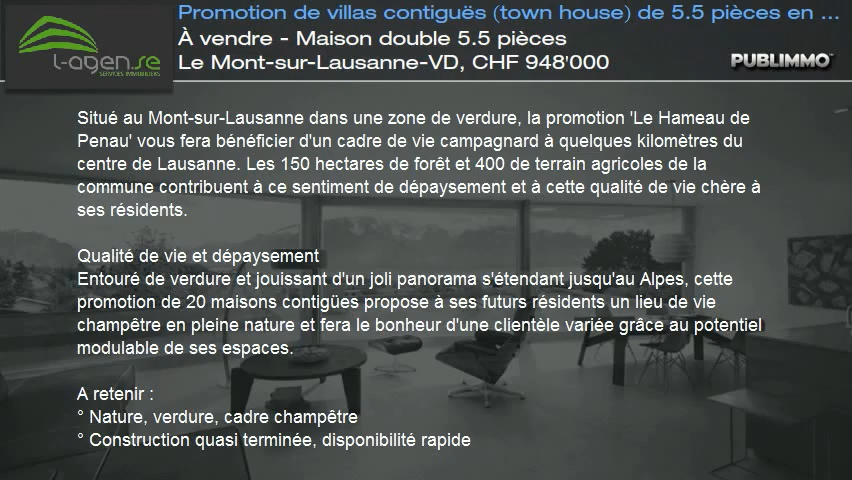 Promotion de villas contiguës (town house) de 5.5 pièces en ...
À vendre - Maison double 5.5 pièces
Le Mont-sur-Lausanne-VD, CHF 948'000
l-agen.se
SERVICES IMMOBILIERS
PUBLIMMO
Situé au Mont-sur-Lausanne dans une zone de verdure, la promotion 'Le Hameau de
Penau' vous fera bénéficier d'un cadre de vie campagnard à quelques kilomètres du
centre de Lausanne. Les 150 hectares de forêt et 400 de terrain agricoles de la
commune contribuent à ce sentiment de dépaysement et à cette qualité de vie chère à
ses résidents.
Qualité de vie et dépaysement
Entouré de verdure et jouissant d'un joli panorama s'étendant jusqu'au Alpes, cette
promotion de 20 maisons contigües propose à ses futurs résidents un lieu de vie
champêtre en pleine nature et fera le bonheur d'une clientèle variée grâce au potentiel
modulable de ses espaces.
A retenir :
° Nature, verdure, cadre champêtre
° Construction quasi terminée, disponibilité rapide